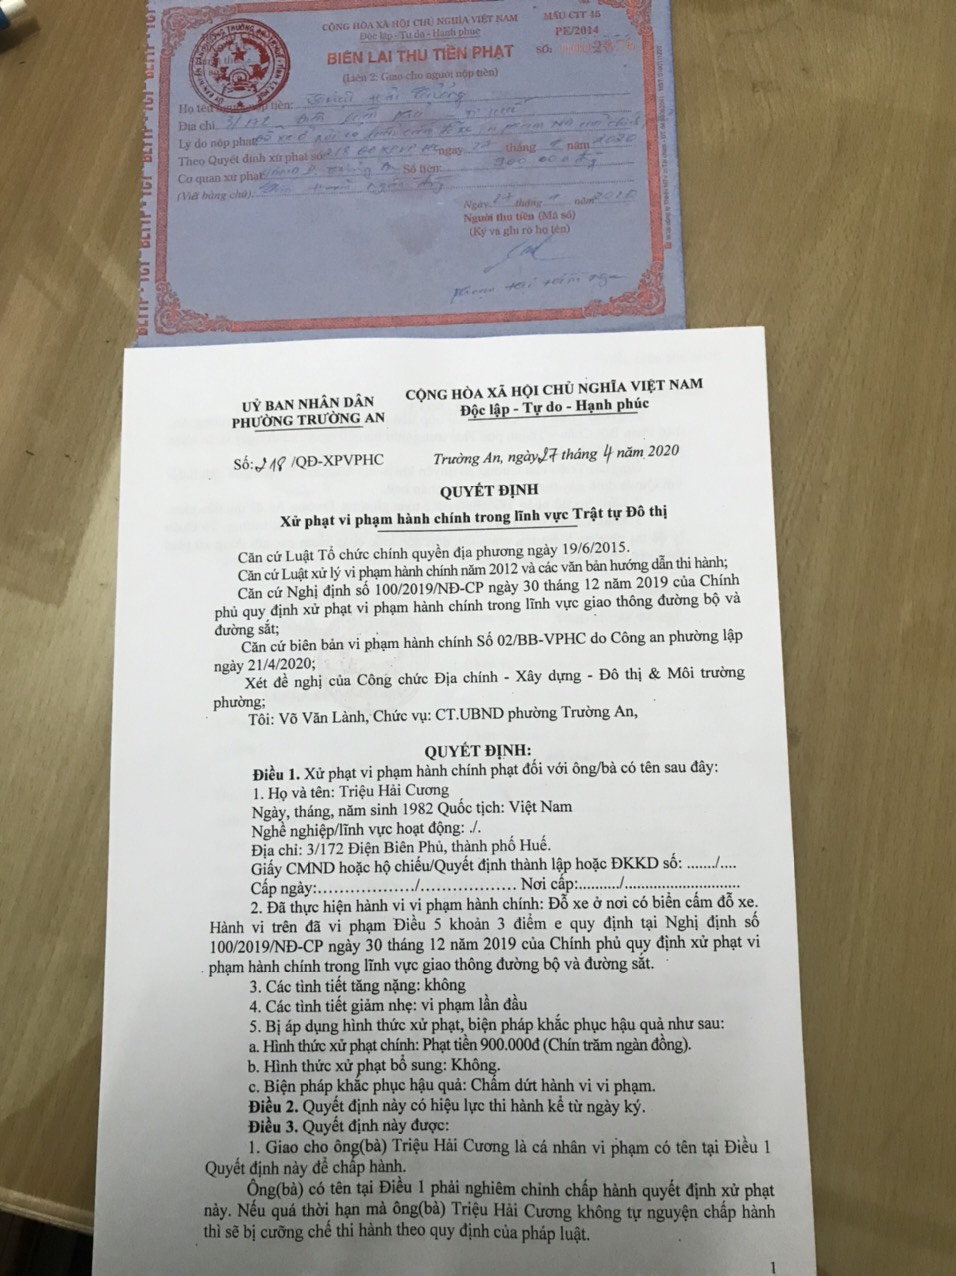 CỘNG HÒA XÃ HỘI CHỦ NGHĨA VIỆT NAM
Độc lập - Tự do - Hạnh phúc
MẪU CTT 45
PE/2014
BIÊN LAI THU TIỀN PHẠT
SỐ:
(Liên 2: Giao cho người nộp tiền)
Họ tên người nộp tiền:
Địa chỉ
Lý do nộp phạt
Theo Quyết định xử phạt số ngày tháng năm 2020
Cơ quan xử phạt Số tiền: 900 000
(Viết bằng chữ):
Ngày tháng năm
Người thu tiền (Mã số)
(Ký và ghi rõ họ tên)
UỶ BAN NHÂN DÂN
PHƯỜNG TRƯỜNG AN
CỘNG HÒA XÃ HỘI CHỦ NGHĨA VIỆT NAM
Độc lập - Tự do - Hạnh phúc
Số: 218 /QĐ-XPVPHC
Trường An, ngày 27 tháng 4 năm 2020
QUYẾT ĐỊNH
Xử phạt vi phạm hành chính trong lĩnh vực Trật tự Đô thị
Căn cứ Luật Tổ chức chính quyền địa phương ngày 19/6/2015.
Căn cứ Luật xử lý vi phạm hành chính năm 2012 và các văn bản hướng dẫn thi hành;
Căn cứ Nghị định số 100/2019/NĐ-CP ngày 30 tháng 12 năm 2019 của Chính
phủ quy định xử phạt vi phạm hành chính trong lĩnh vực giao thông đường bộ và
đường sắt;
Căn cứ biên bản vi phạm hành chính Số 02/BB-VPHC do Công an phường lập
ngày 21/4/2020;
Xét đề nghị của Công chức Địa chính - Xây dựng - Đô thị & Môi trường
phường;
Tôi: Võ Văn Lành, Chức vụ: CT.UBND phường Trường An,
QUYẾT ĐỊNH:
Điều 1. Xử phạt vi phạm hành chính phạt đối với ông/bà có tên sau đây:
1. Họ và tên: Triệu Hải Cương
Ngày, tháng, năm sinh 1982 Quốc tịch: Việt Nam
Nghề nghiệp/lĩnh vực hoạt động: ./.
Địa chỉ: 3/172 Điện Biên Phủ, thành phố Huế.
Giấy CMND hoặc hộ chiếu/Quyết định thành lập hoặc ĐKKD số: ......./....
Cấp ngày:................../.................. Nơi cấp:........../.............................
2. Đã thực hiện hành vi vi phạm hành chính: Đỗ xe ở nơi có biển cấm đỗ xe.
Hành vi trên đã vi phạm Điều 5 khoản 3 điểm e quy định tại Nghị định số
100/2019/NĐ-CP ngày 30 tháng 12 năm 2019 của Chính phủ quy định xử phạt vi
phạm hành chính trong lĩnh vực giao thông đường bộ và đường sắt.
3. Các tình tiết tăng nặng: không
4. Các tình tiết giảm nhẹ: vi phạm lần đầu
5. Bị áp dụng hình thức xử phạt, biện pháp khắc phục hậu quả như sau:
a. Hình thức xử phạt chính: Phạt tiền 900.000đ (Chín trăm ngàn đồng).
b. Hình thức xử phạt bổ sung: Không.
c. Biện pháp khắc phục hậu quả: Chấm dứt hành vi vi phạm.
Điều 2. Quyết định này có hiệu lực thi hành kể từ ngày ký.
Điều 3. Quyết định này được:
1. Giao cho ông(bà) Triệu Hải Cương là cá nhân vi phạm có tên tại Điều 1
Quyết định này để chấp hành.
Ông(bà) có tên tại Điều 1 phải nghiêm chỉnh chấp hành quyết định xử phạt
này. Nếu quá thời hạn mà ông(bà) Triệu Hải Cương không tự nguyện chấp hành
thì sẽ bị cưỡng chế thi hành theo quy định của pháp luật.
1